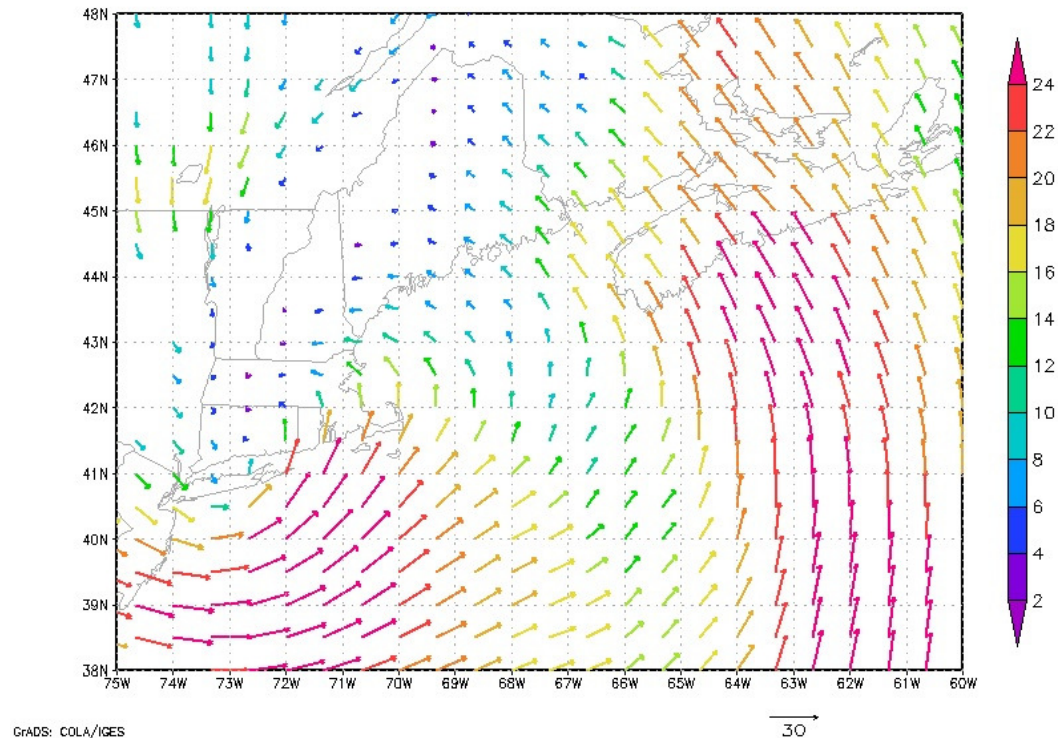 48N
47N
46N
45N
44N
43N
42N
41N
40N
39N
38N
75W 74W 73W 72W 71W 70W 69W 68W 67W 66W 65W 64W 63W 62W 61W 60W
24
22
20
18
16
14
12
10
8
6
4
2
GrADS: COLA/IGES
30